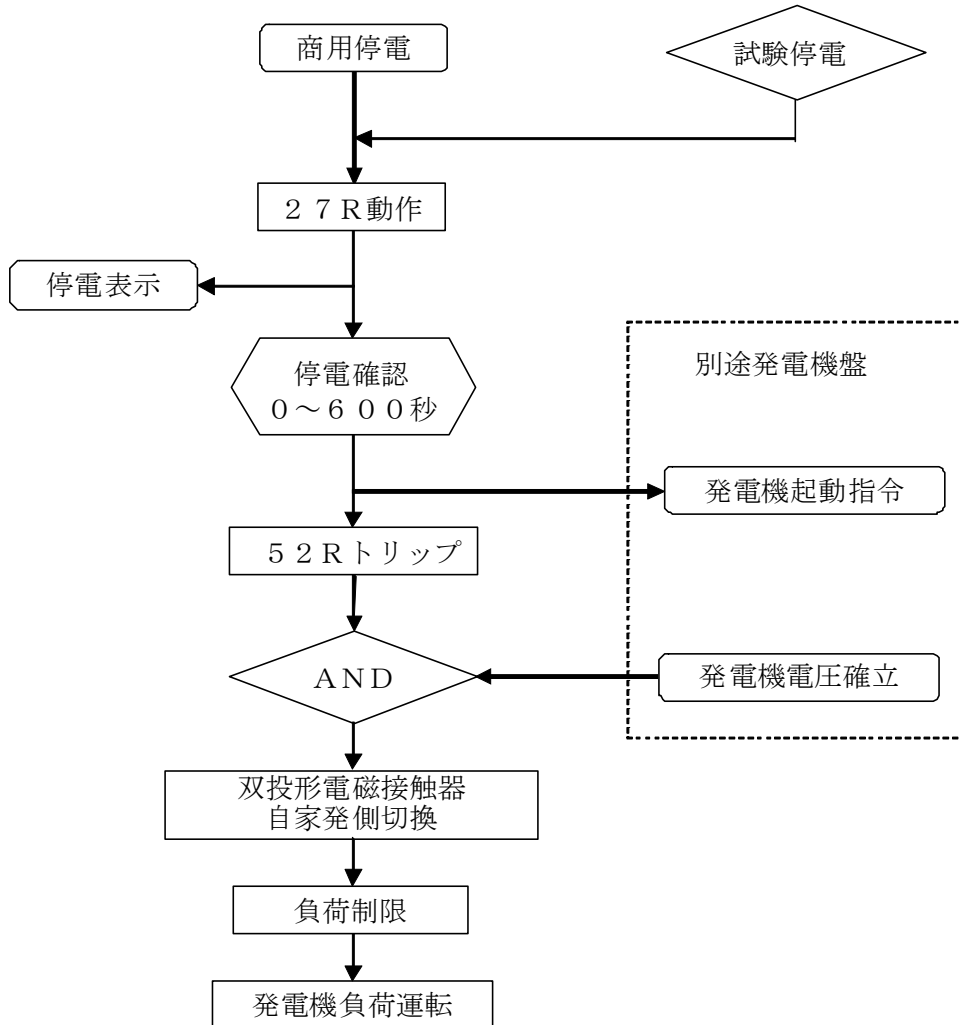 商用停電
試験停電
２７Ｒ動作
停電表示
停電確認
０～６００秒
別途発電機盤
発電機起動指令
５２Ｒトリップ
ＡＮＤ
発電機電圧確立
双投形電磁接触器
自家発側切換
負荷制限
発電機負荷運転